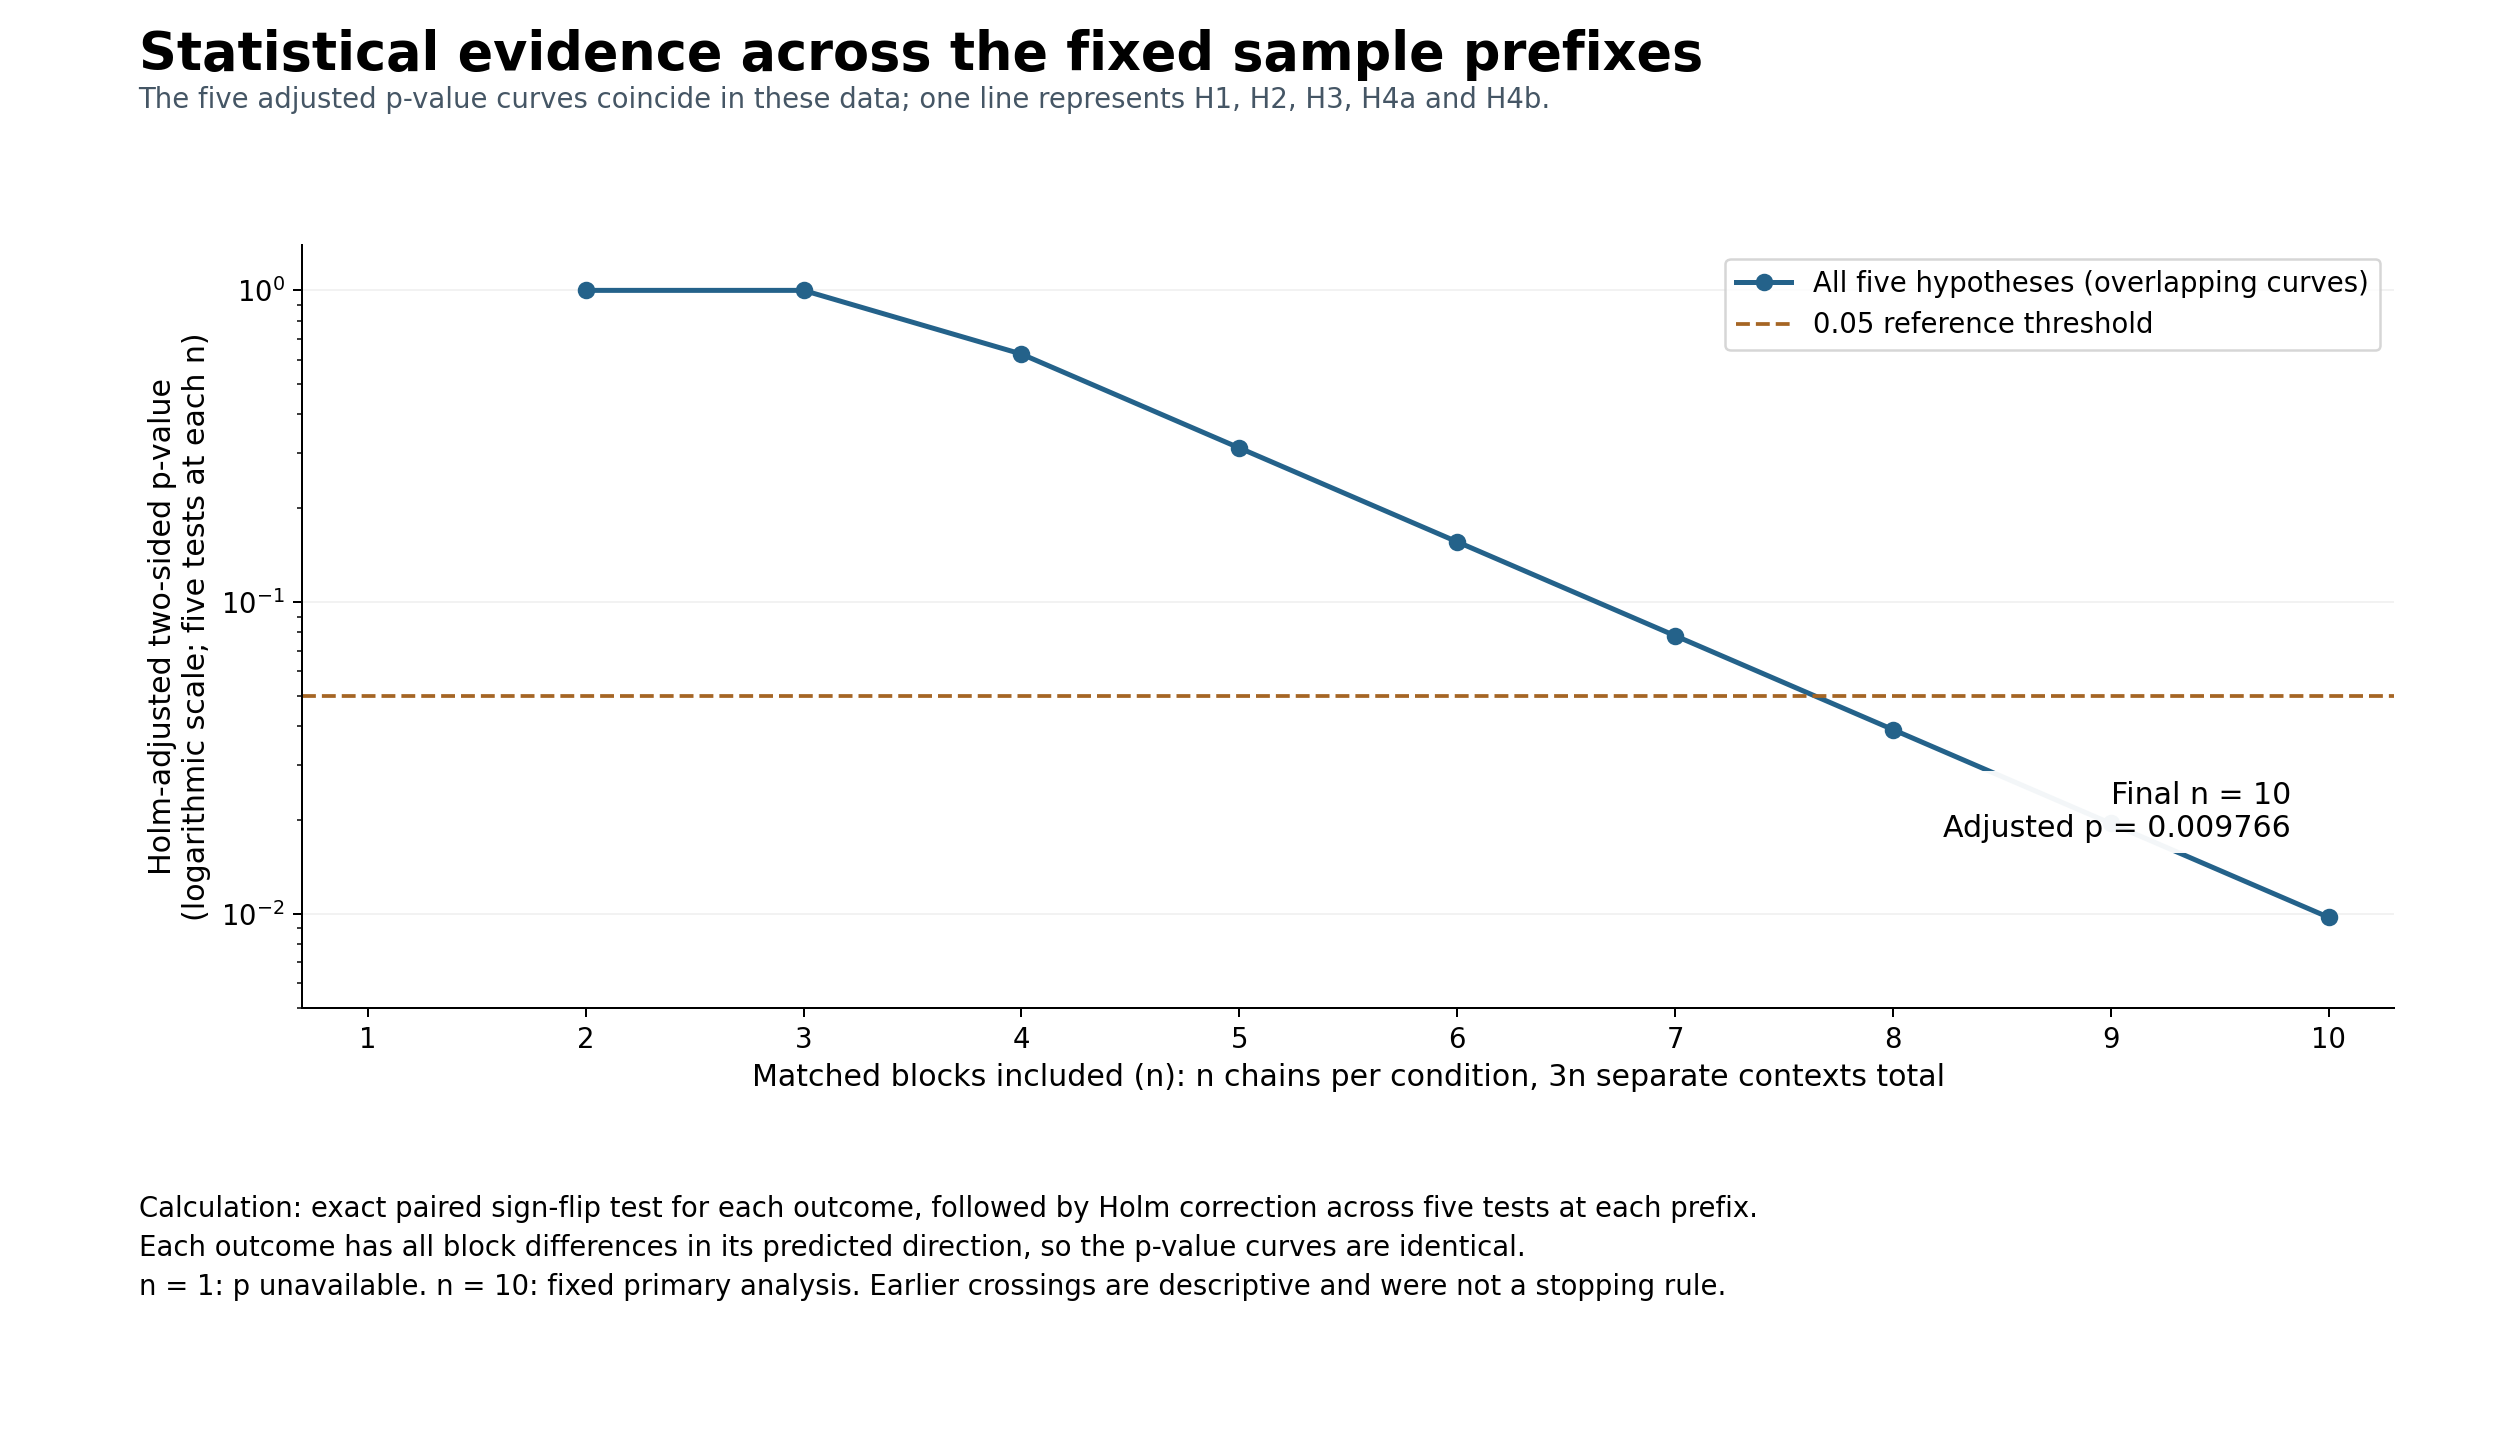 Statistical evidence across the fixed sample prefixes
The five adjusted p-value curves coincide in these data; one line represents H1, H2, H3, H4a and H4b.
Holm-adjusted two-sided p-value
(logarithmic scale; five tests at each n)
10⁰
10⁻¹
10⁻²
All five hypotheses (overlapping curves)
0.05 reference threshold
Final n = 10
Adjusted p = 0.009766
1 2 3 4 5 6 7 8 9 10
Matched blocks included (n): n chains per condition, 3n separate contexts total
Calculation: exact paired sign-flip test for each outcome, followed by Holm correction across five tests at each prefix.
Each outcome has all block differences in its predicted direction, so the p-value curves are identical.
n = 1: p unavailable. n = 10: fixed primary analysis. Earlier crossings are descriptive and were not a stopping rule.